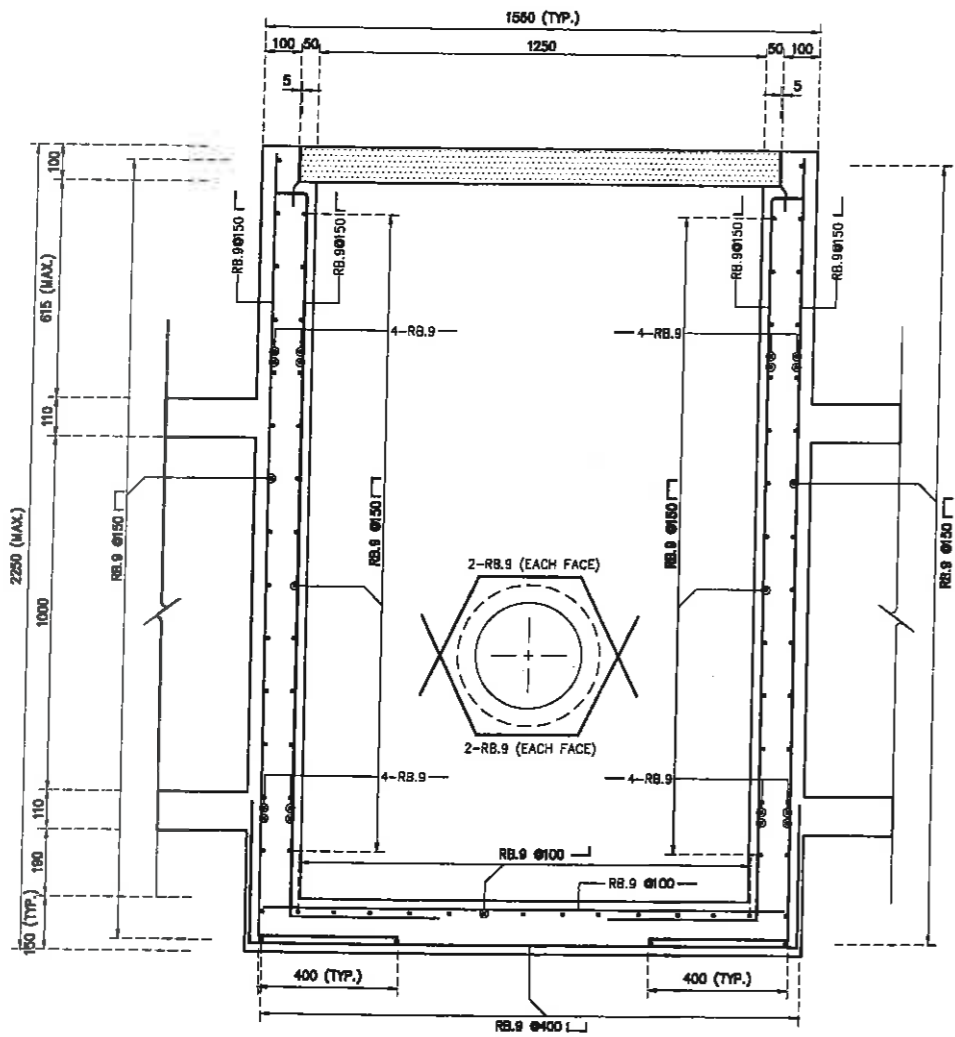 1550 (TYP.)
100 50 1250 50 100
5 5
100
RB.9@150 RB.9@150 RB.9@150 RB.9@150
615 (MAX.)
4-RB.9 4-RB.9
110
2250 (MAX.)
RB.9 @150 RB.9 @150 RB.9 @150 RB.9 @150
1000
2-RB.9 (EACH FACE)
2-RB.9 (EACH FACE)
4-RB.9 4-RB.9
110
RB.9 @100
190
RB.9 @100
150 (TYP.)
400 (TYP.) 400 (TYP.)
RB.9 @400